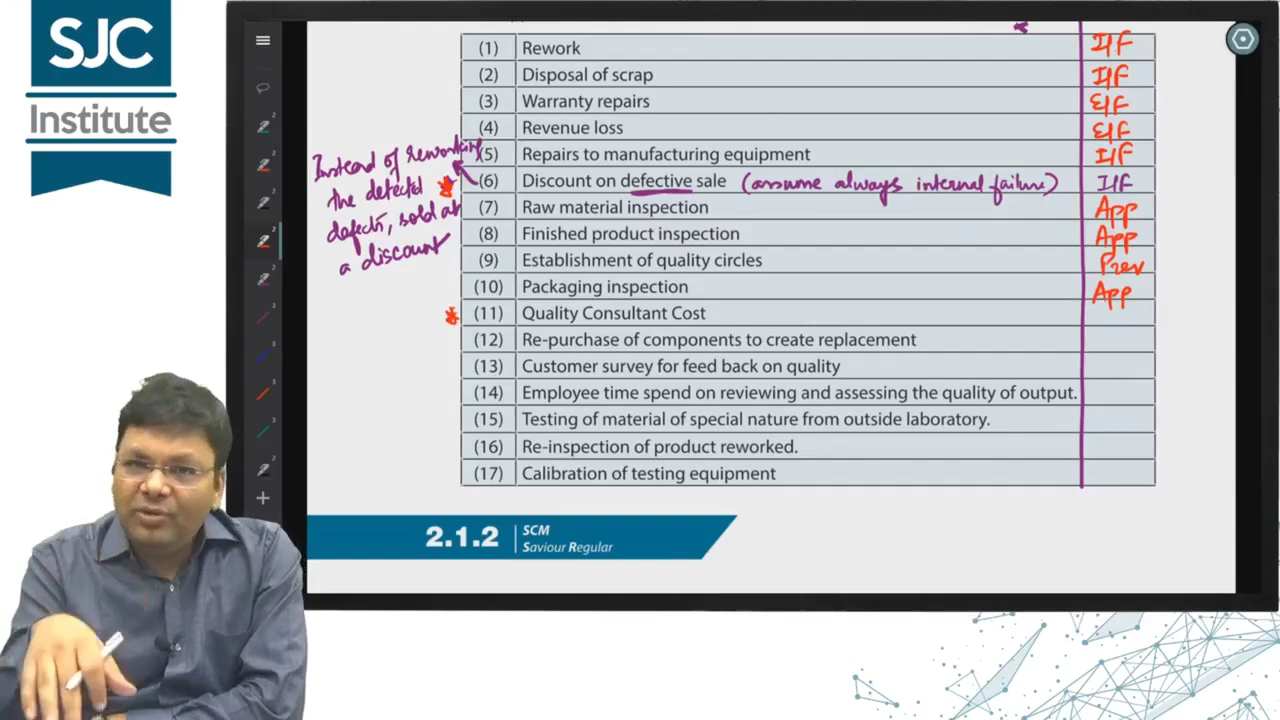 SJC
Institute
(1) Rework I/F
(2) Disposal of scrap I/F
(3) Warranty repairs E/F
(4) Revenue loss E/F
(5) Repairs to manufacturing equipment I/F
(6) Discount on defective sale (assume always internal failure) I/F
(7) Raw material inspection App
(8) Finished product inspection App
(9) Establishment of quality circles Prev
(10) Packaging inspection App
(11) Quality Consultant Cost
(12) Re-purchase of components to create replacement
(13) Customer survey for feed back on quality
(14) Employee time spend on reviewing and assessing the quality of output.
(15) Testing of material of special nature from outside laboratory.
(16) Re-inspection of product reworked.
(17) Calibration of testing equipment
Instead of reworking
the detected
defects, sold at
a discount
2.1.2
SCM
Saviour Regular